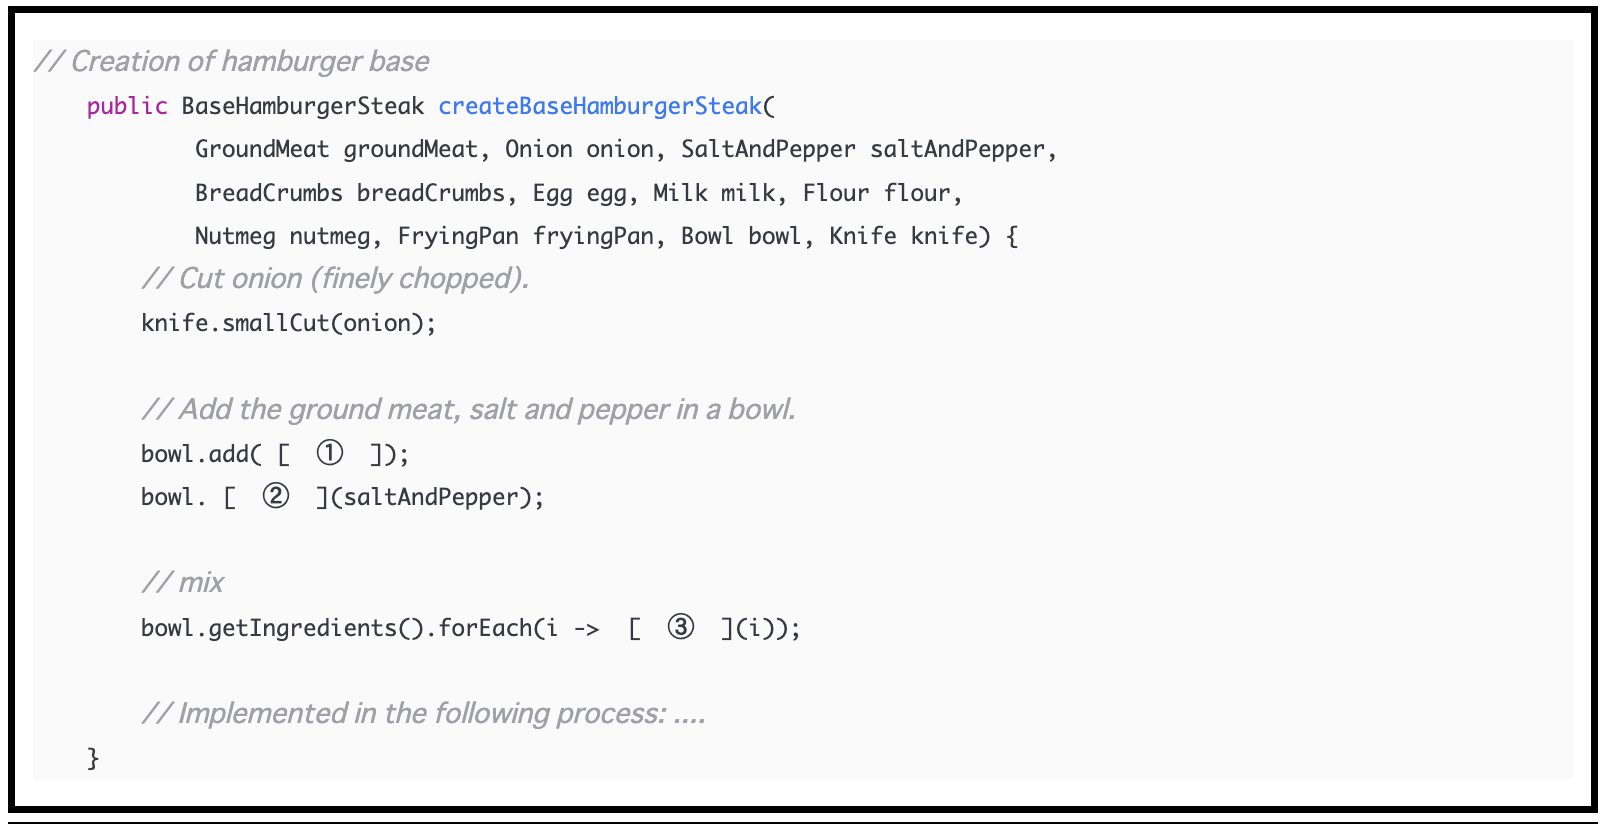 // Creation of hamburger base
public BaseHamburgerSteak createBaseHamburgerSteak(
GroundMeat groundMeat, Onion onion, SaltAndPepper saltAndPepper,
BreadCrumbs breadCrumbs, Egg egg, Milk milk, Flour flour,
Nutmeg nutmeg, FryingPan fryingPan, Bowl bowl, Knife knife) {
// Cut onion (finely chopped).
knife.smallCut(onion);
// Add the ground meat, salt and pepper in a bowl.
bowl.add( [ ① ]);
bowl. [ ② ](saltAndPepper);
// mix
bowl.getIngredients().forEach(i -> [ ③ ](i));
// Implemented in the following process: ....
}